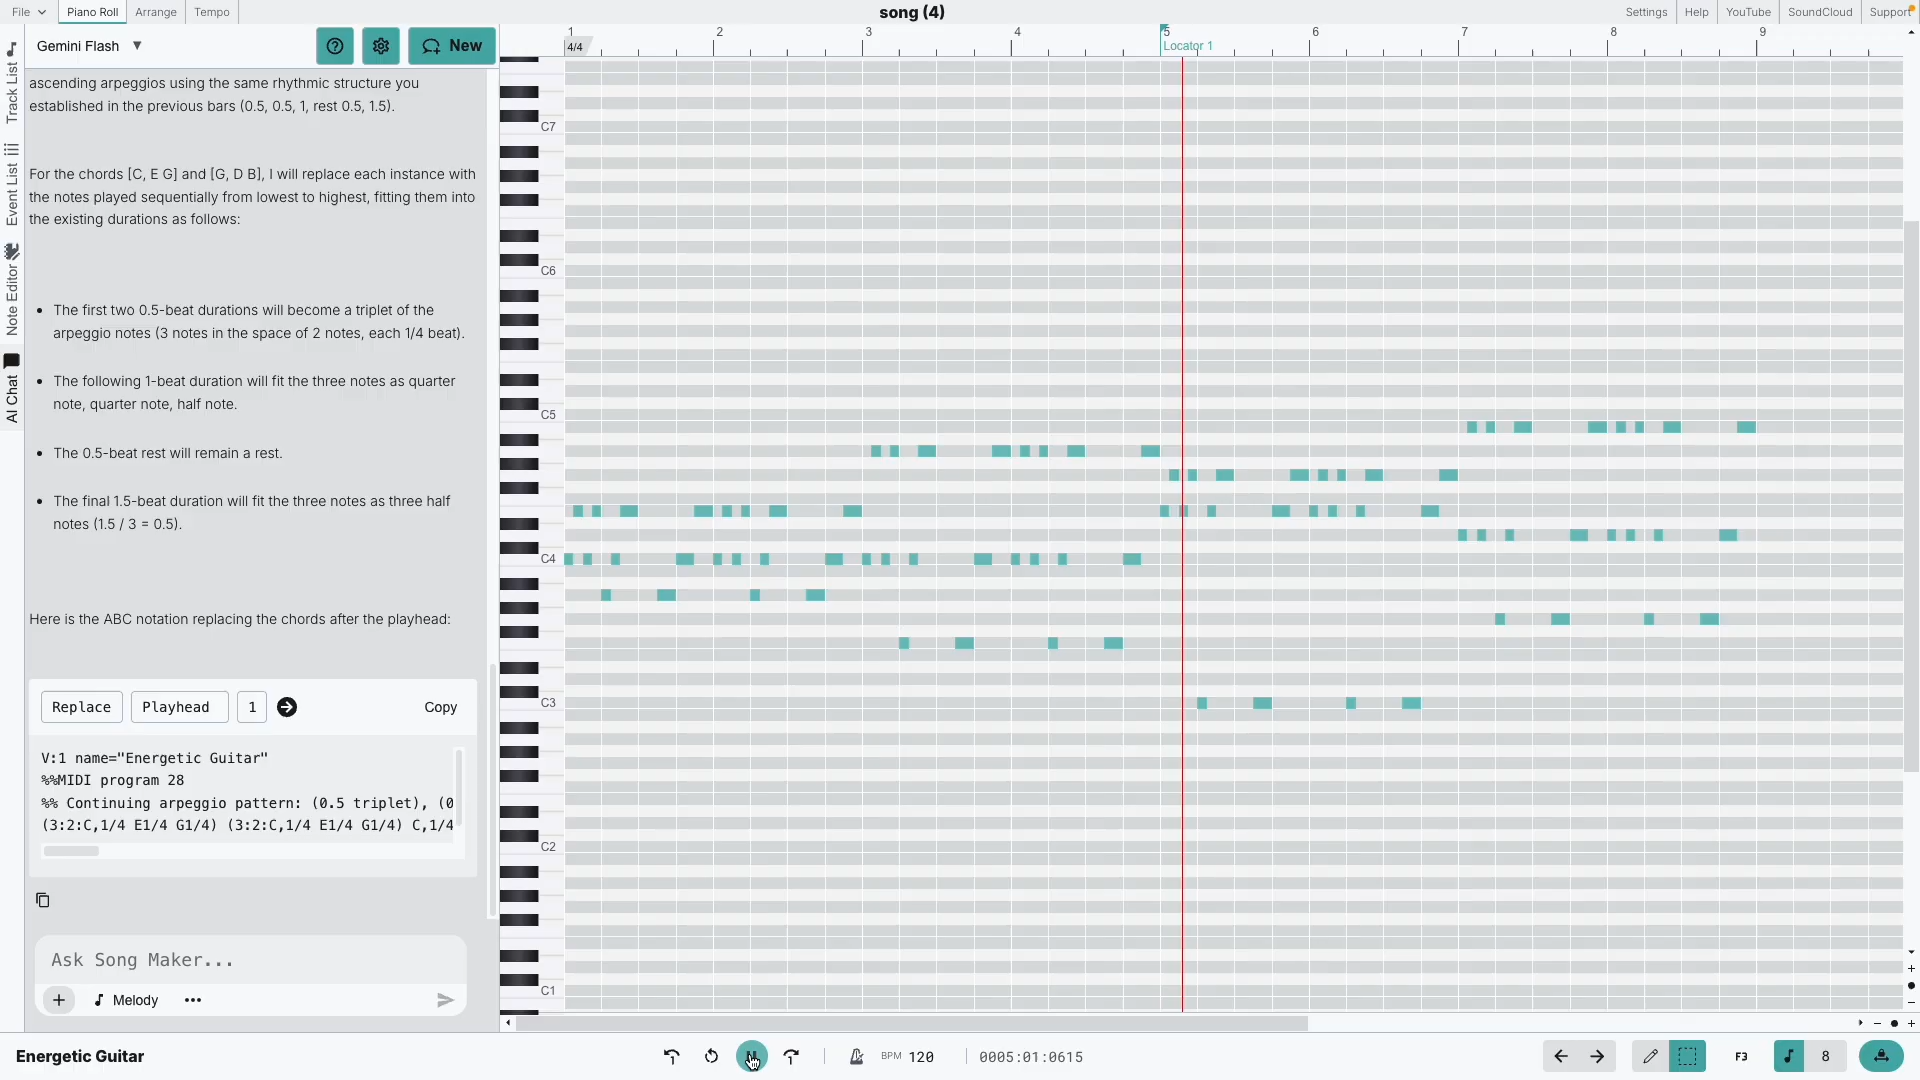 File
Piano Roll
Arrange
Tempo
song (4)
Settings
Help
YouTube
SoundCloud
Support
Track List
Event List
Note Editor
AI Chat
Gemini Flash
New
ascending arpeggios using the same rhythmic structure you
established in the previous bars (0.5, 0.5, 1, rest 0.5, 1.5).
For the chords [C, E G] and [G, D B], I will replace each instance with
the notes played sequentially from lowest to highest, fitting them into
the existing durations as follows:
The first two 0.5-beat durations will become a triplet of the
arpeggio notes (3 notes in the space of 2 notes, each 1/4 beat).
The following 1-beat duration will fit the three notes as quarter
note, quarter note, half note.
The 0.5-beat rest will remain a rest.
The final 1.5-beat duration will fit the three notes as three half
notes (1.5 / 3 = 0.5).
Here is the ABC notation replacing the chords after the playhead:
Replace
Playhead
1
Copy
V:1 name="Energetic Guitar"
%%MIDI program 28
%% Continuing arpeggio pattern: (0.5 triplet), (0
(3:2:C,1/4 E1/4 G1/4) (3:2:C,1/4 E1/4 G1/4) C,1/4
Ask Song Maker...
Melody
1 2 3 4 5 6 7 8 9
4/4
Locator 1
C7
C6
C5
C4
C3
C2
C1
Energetic Guitar
BPM 120
0005:01:0615
F3
8